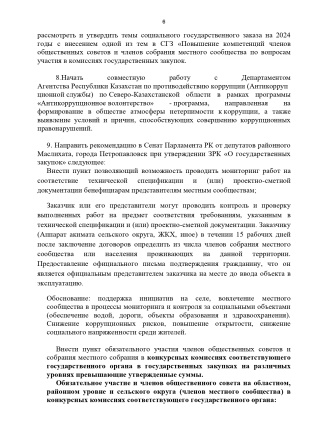 6
рассмотреть и утвердить темы социального государственного заказа на 2024
годы с внесением одной из тем в СГЗ «Повышение компетенций членов
общественных советов и членов собрания местного сообщества по вопросам
участия в комиссиях государственных закупок.
8.Начать совместную работу с Департаментом
Агентства Республики Казахстан по противодействию коррупции (Антикорруп
ционной службы) по Северо-Казахстанской области в рамках программы
«Антикоррупционное волонтерство» - программа, направленная на
формирование в обществе атмосферы нетерпимости к коррупции, а также
выявление условий и причин, способствующих совершению коррупционных
правонарушений.
9. Направить рекомендацию в Сенат Парламента РК от депутатов районного
Маслихата, города Петропавловск при утверждении ЗРК «О государственных
закупок» следующее:
Внести пункт позволяющий возможность проводить мониторинг работ на
соответствие технической спецификации и (или) проектно-сметной
документации бенефициарам представителям местным сообществам;
Заказчик или его представители могут проводить контроль и проверку
выполненных работ на предмет соответствия требованиям, указанным в
технической спецификации и (или) проектно-сметной документации. Заказчику
(Аппарат акимата сельского округа, ЖКХ, иное) в течении 15 рабочих дней
после заключения договоров определить из числа членов собрания местного
сообщества или населения проживающих на данной территории.
Предоставление официального письма подтверждения гражданину, что он
является официальным представителем заказчика на месте до ввода объекта в
эксплуатацию.
Обоснование: поддержка инициатив на селе, вовлечение местного
сообщества в процессы мониторинга и контроля за социальными объектами
(обеспечение водой, дороги, объекты образования и здравоохранения).
Снижение коррупционных рисков, повышение открытости, снижение
социального напряженности среди жителей.
Внести пункт обязательного участия членов общественных советов и
собрания местного собрания в конкурсных комиссиях соответствующего
государственного органа в государственных закупках на различных
уровнях превышающие утвержденные суммы.
Обязательное участие и членов общественного совета на областном,
районном уровне и сельского округа (членов местного сообщества) в
конкурсных комиссиях соответствующего государственного органа: